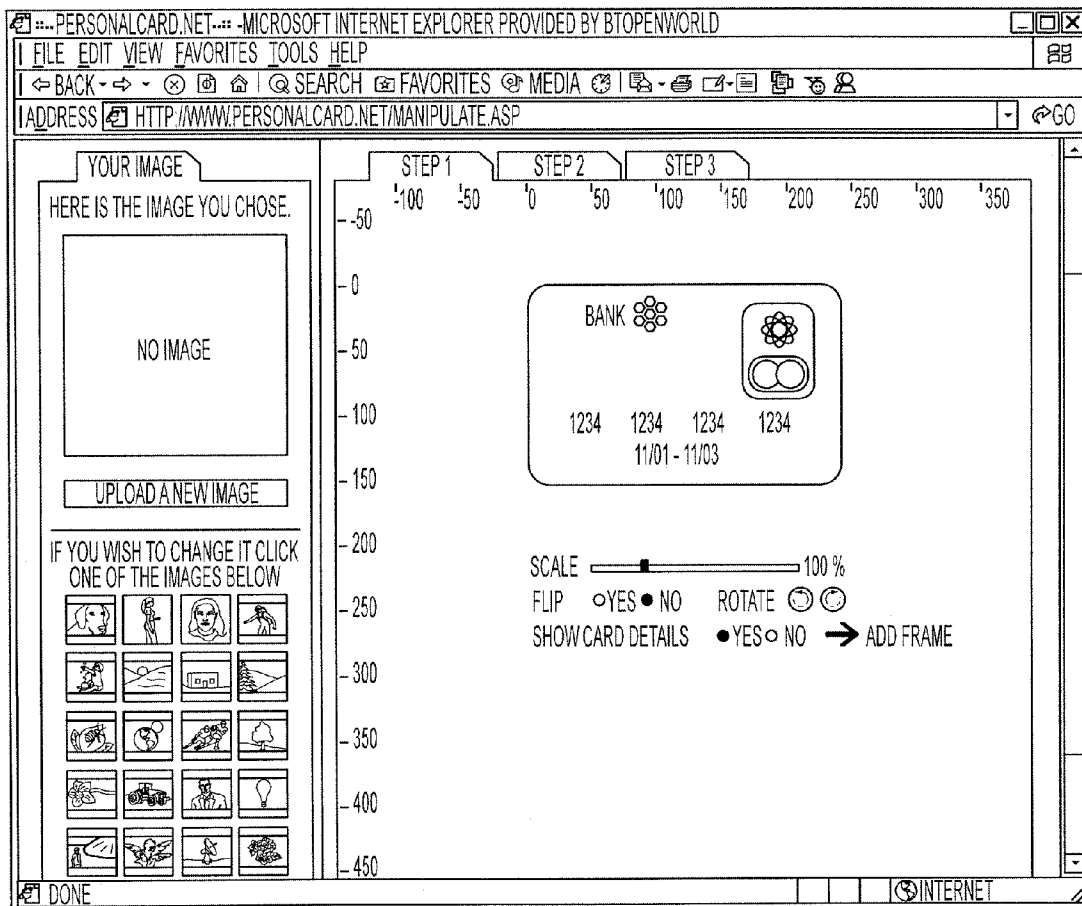 ::..PERSONALCARD.NET..:: -MICROSOFT INTERNET EXPLORER PROVIDED BY BTOPENWORLD
FILE EDIT VIEW FAVORITES TOOLS HELP
BACK SEARCH FAVORITES MEDIA
ADDRESS HTTP://WWW.PERSONALCARD.NET/MANIPULATE.ASP GO
YOUR IMAGE
HERE IS THE IMAGE YOU CHOSE.
NO IMAGE
UPLOAD A NEW IMAGE
IF YOU WISH TO CHANGE IT CLICK
ONE OF THE IMAGES BELOW
STEP 1 STEP 2 STEP 3
-100 -50 0 50 100 150 200 250 300 350
-50
0
50
100
150
200
250
300
350
400
450
BANK
1234 1234 1234 1234
11/01 - 11/03
SCALE 100 %
FLIP YES NO ROTATE
SHOW CARD DETAILS YES NO ADD FRAME
DONE INTERNET